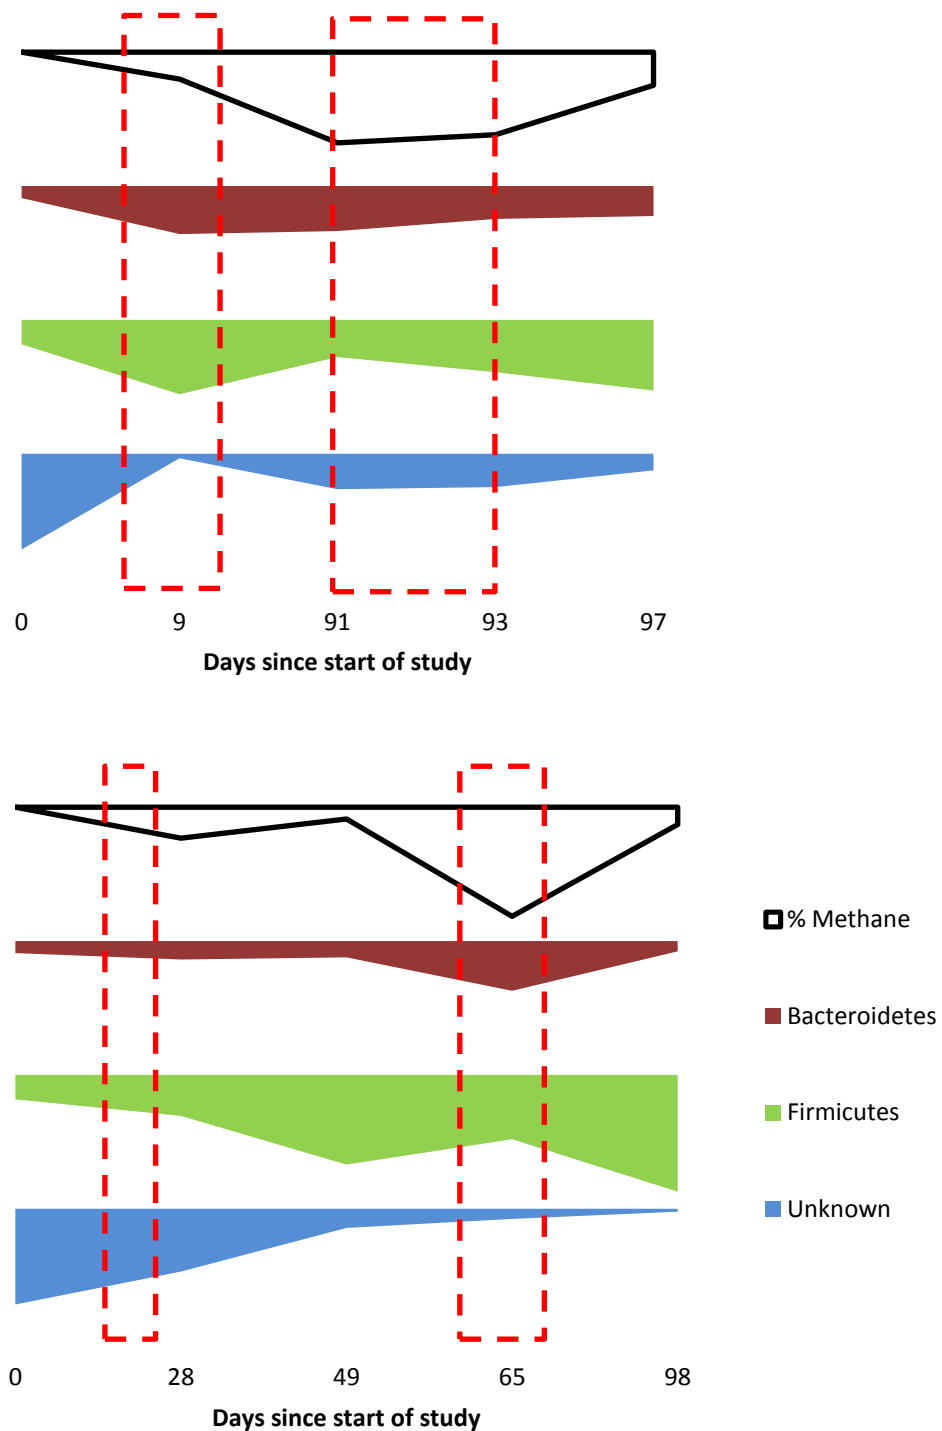 0 9 91 93 97
Days since start of study
% Methane
Bacteroidetes
Firmicutes
Unknown
0 28 49 65 98
Days since start of study